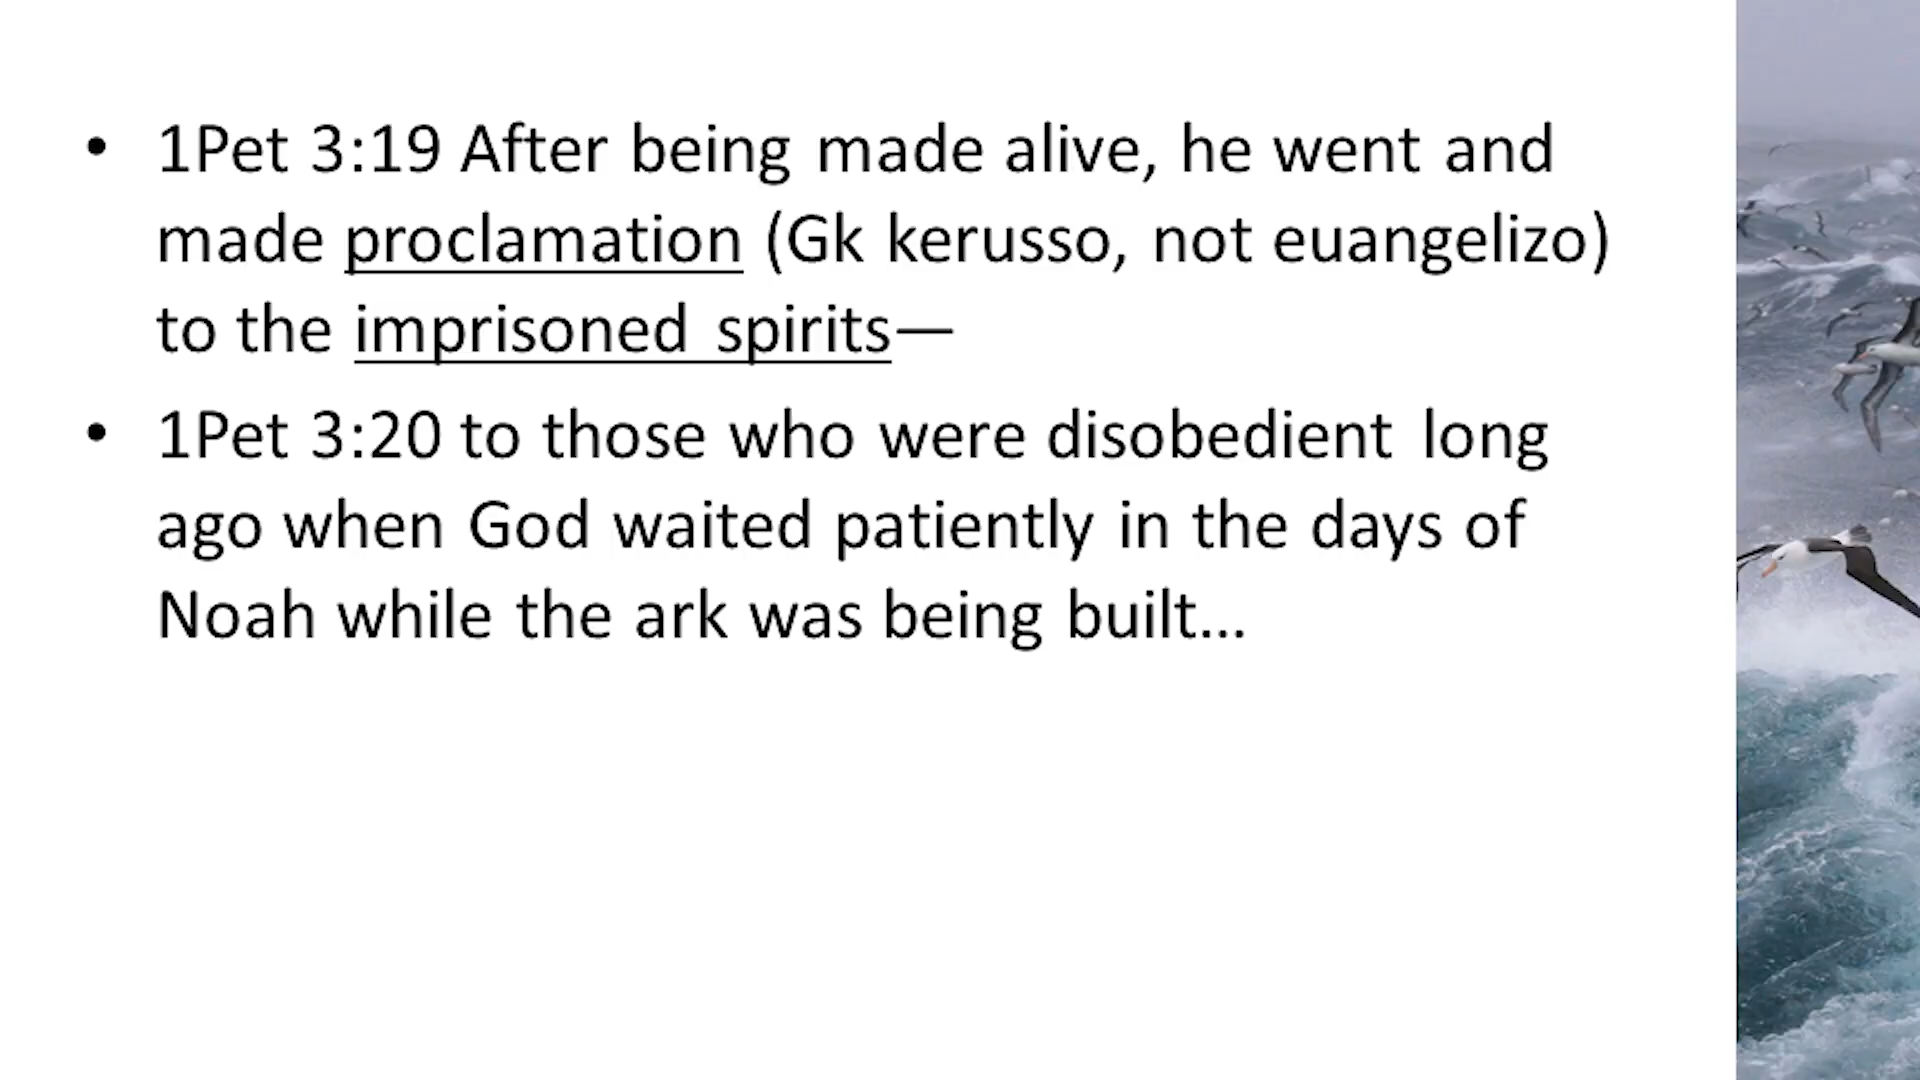 • 1Pet 3:19 After being made alive, he went and
made proclamation (Gk kerusso, not euangelizo)
to the imprisoned spirits—
• 1Pet 3:20 to those who were disobedient long
ago when God waited patiently in the days of
Noah while the ark was being built...